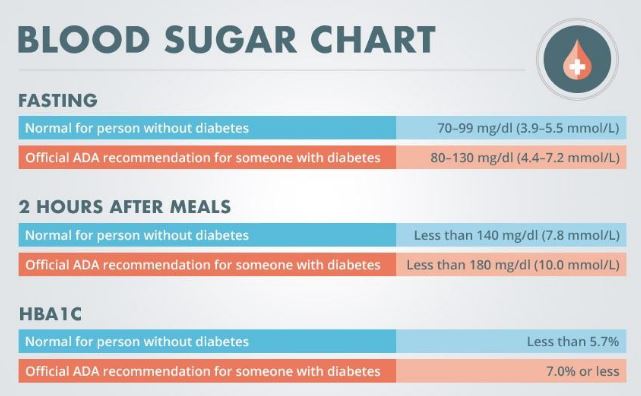 BLOOD SUGAR CHART
FASTING
Normal for person without diabetes 70–99 mg/dl (3.9–5.5 mmol/L)
Official ADA recommendation for someone with diabetes 80–130 mg/dl (4.4–7.2 mmol/L)
2 HOURS AFTER MEALS
Normal for person without diabetes Less than 140 mg/dl (7.8 mmol/L)
Official ADA recommendation for someone with diabetes Less than 180 mg/dl (10.0 mmol/L)
HBA1C
Normal for person without diabetes Less than 5.7%
Official ADA recommendation for someone with diabetes 7.0% or less